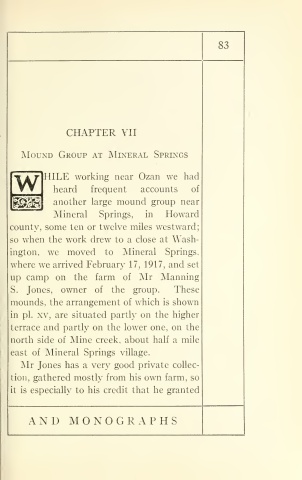 83
CHAPTER VII
MOUND GROUP AT MINERAL SPRINGS
WHILE working near Ozan we had
heard frequent accounts of
another large mound group near
Mineral Springs, in Howard
county, some ten or twelve miles westward;
so when the work drew to a close at Wash-
ington, we moved to Mineral Springs,
where we arrived February 17, 1917, and set
up camp on the farm of Mr Manning
S. Jones, owner of the group. These
mounds, the arrangement of which is shown
in pl. XV, are situated partly on the higher
terrace and partly on the lower one, on the
north side of Mine creek, about half a mile
east of Mineral Springs village.
Mr Jones has a very good private collec-
tion, gathered mostly from his own farm, so
it is especially to his credit that he granted
AND MONOGRAPHS